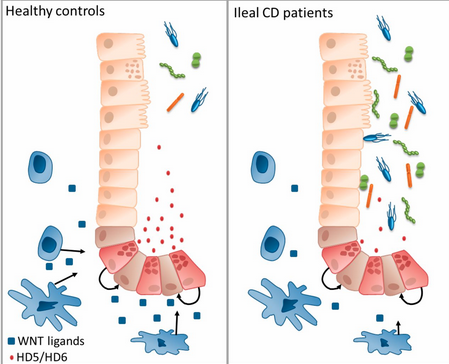 Healthy controls
Ileal CD patients
WNT ligands
HD5/HD6